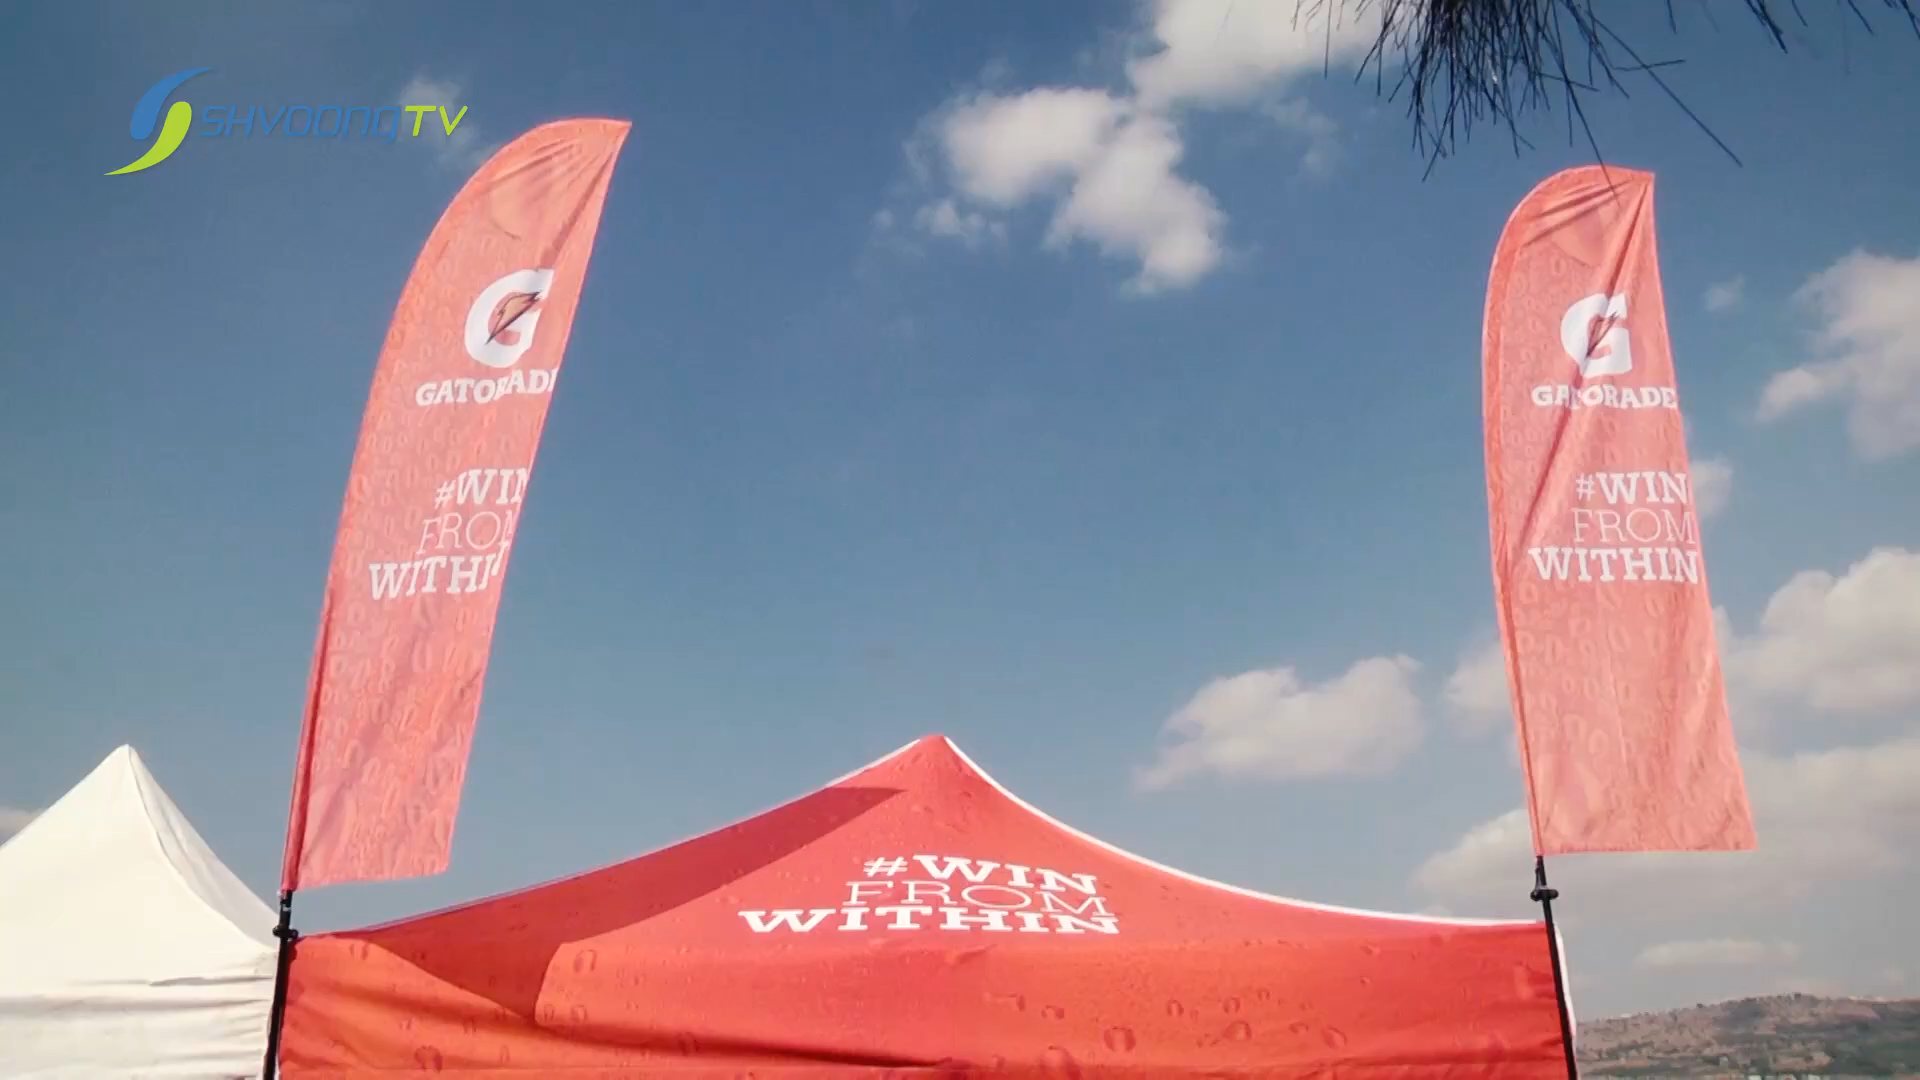 SHVOONGTV
G
GATORADE
#WIN
FROM
WITHIN
G
GATORADE
#WIN
FROM
WITHIN
#WIN
FROM
WITHIN